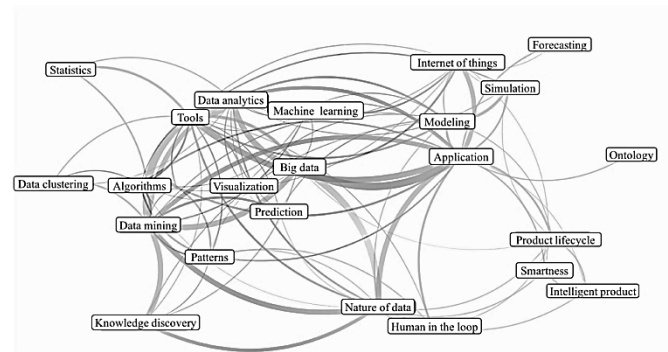 Forecasting
Internet of things
Statistics
Simulation
Data analytics
Machine learning
Tools
Modeling
Application
Ontology
Big data
Data clustering
Algorithms
Visualization
Prediction
Data mining
Product lifecycle
Patterns
Smartness
Intelligent product
Nature of data
Knowledge discovery
Human in the loop